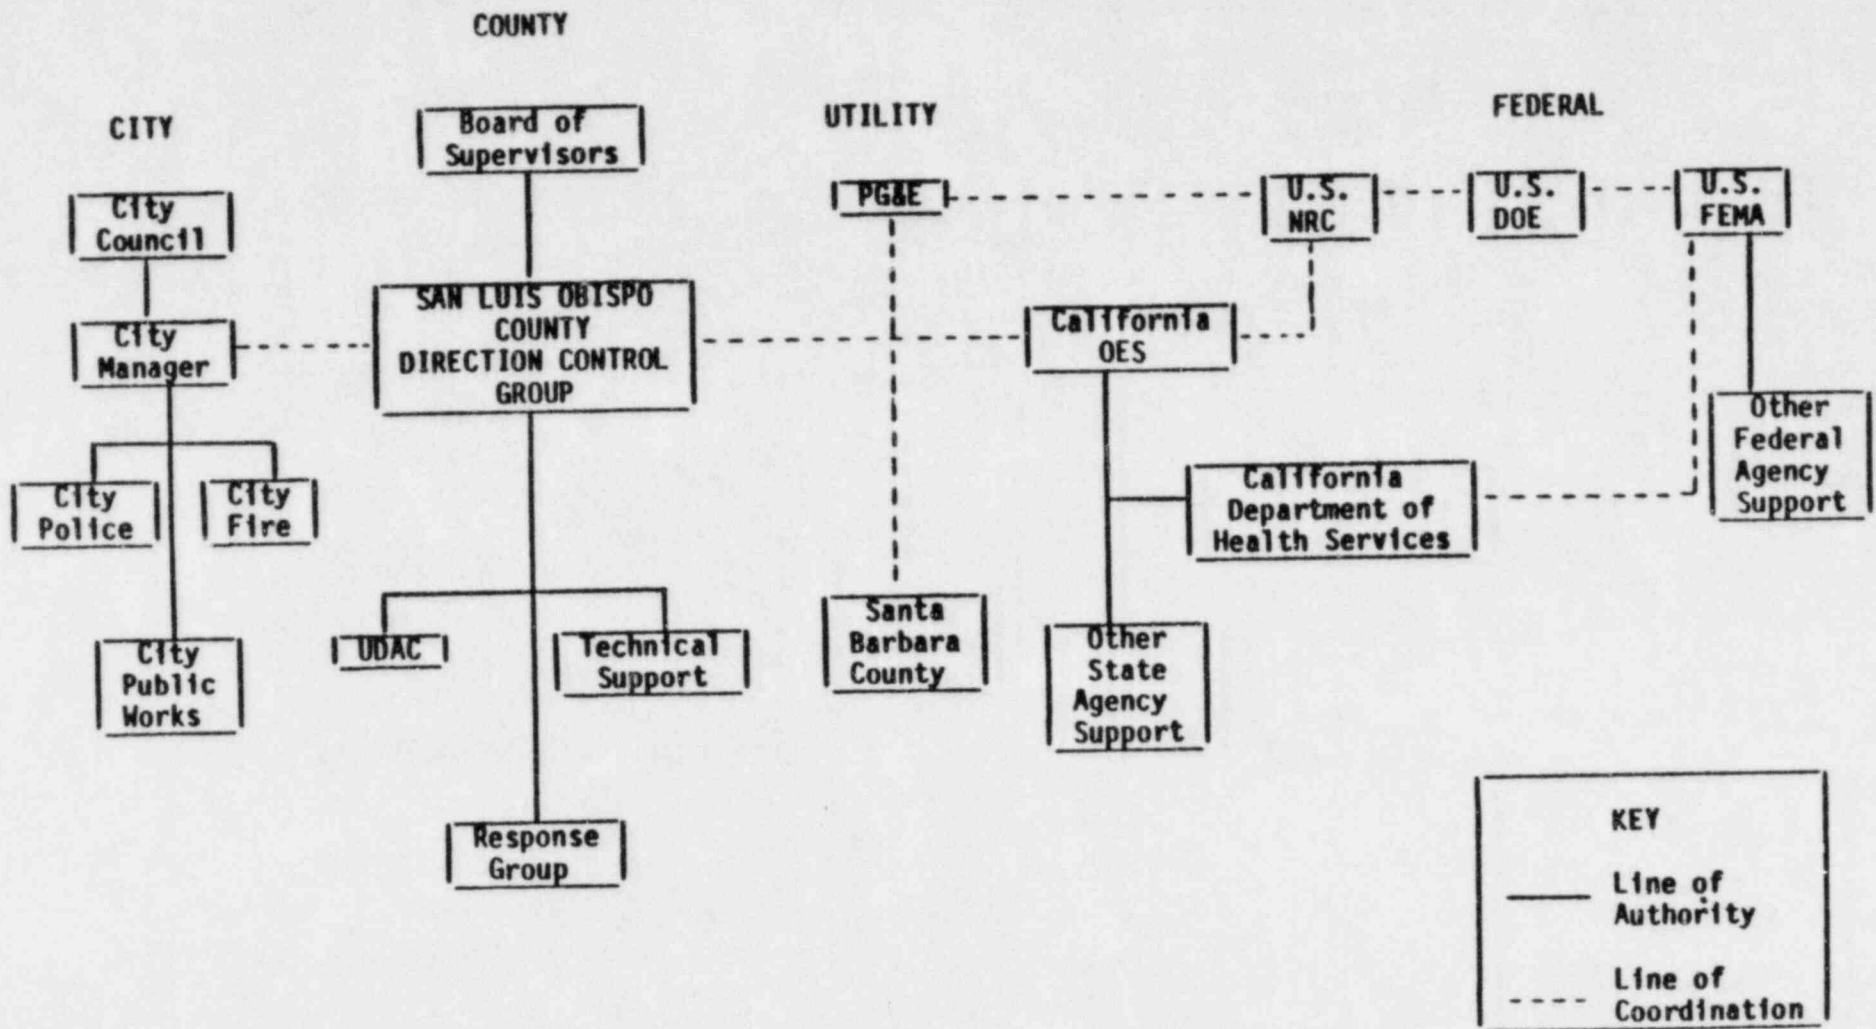 COUNTY
CITY
UTILITY
FEDERAL
Board of
Supervisors
City
Council
PG&E
U.S.
NRC
U.S.
DOE
U.S.
FEMA
City
Manager
SAN LUIS OBISPO
COUNTY
DIRECTION CONTROL
GROUP
California
OES
Other
Federal
Agency
Support
City
Police
City
Fire
California
Department of
Health Services
City
Public
Works
UDAC
Technical
Support
Santa
Barbara
County
Other
State
Agency
Support
Response
Group
KEY
Line of
Authority
Line of
Coordination